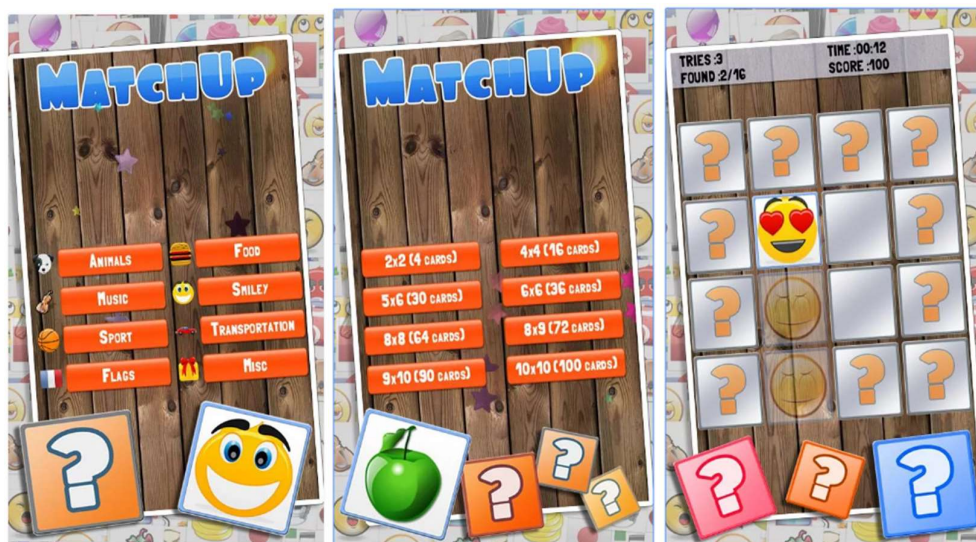 MATCHUP
ANIMALS
FOOD
MUSIC
SMILEY
SPORT
TRANSPORTATION
FLAGS
MISC
?
MATCHUP
2x2 (4 CARDS)
4x4 (16 CARDS)
5x6 (30 CARDS)
6x6 (36 CARDS)
8x8 (64 CARDS)
8x9 (72 CARDS)
9x10 (90 CARDS)
10x10 (100 CARDS)
? ? ?
TRIES :3
TIME :00:12
FOUND :2/16
SCORE :100
? ? ? ?
? ?
? ?
? ? ?
? ? ?